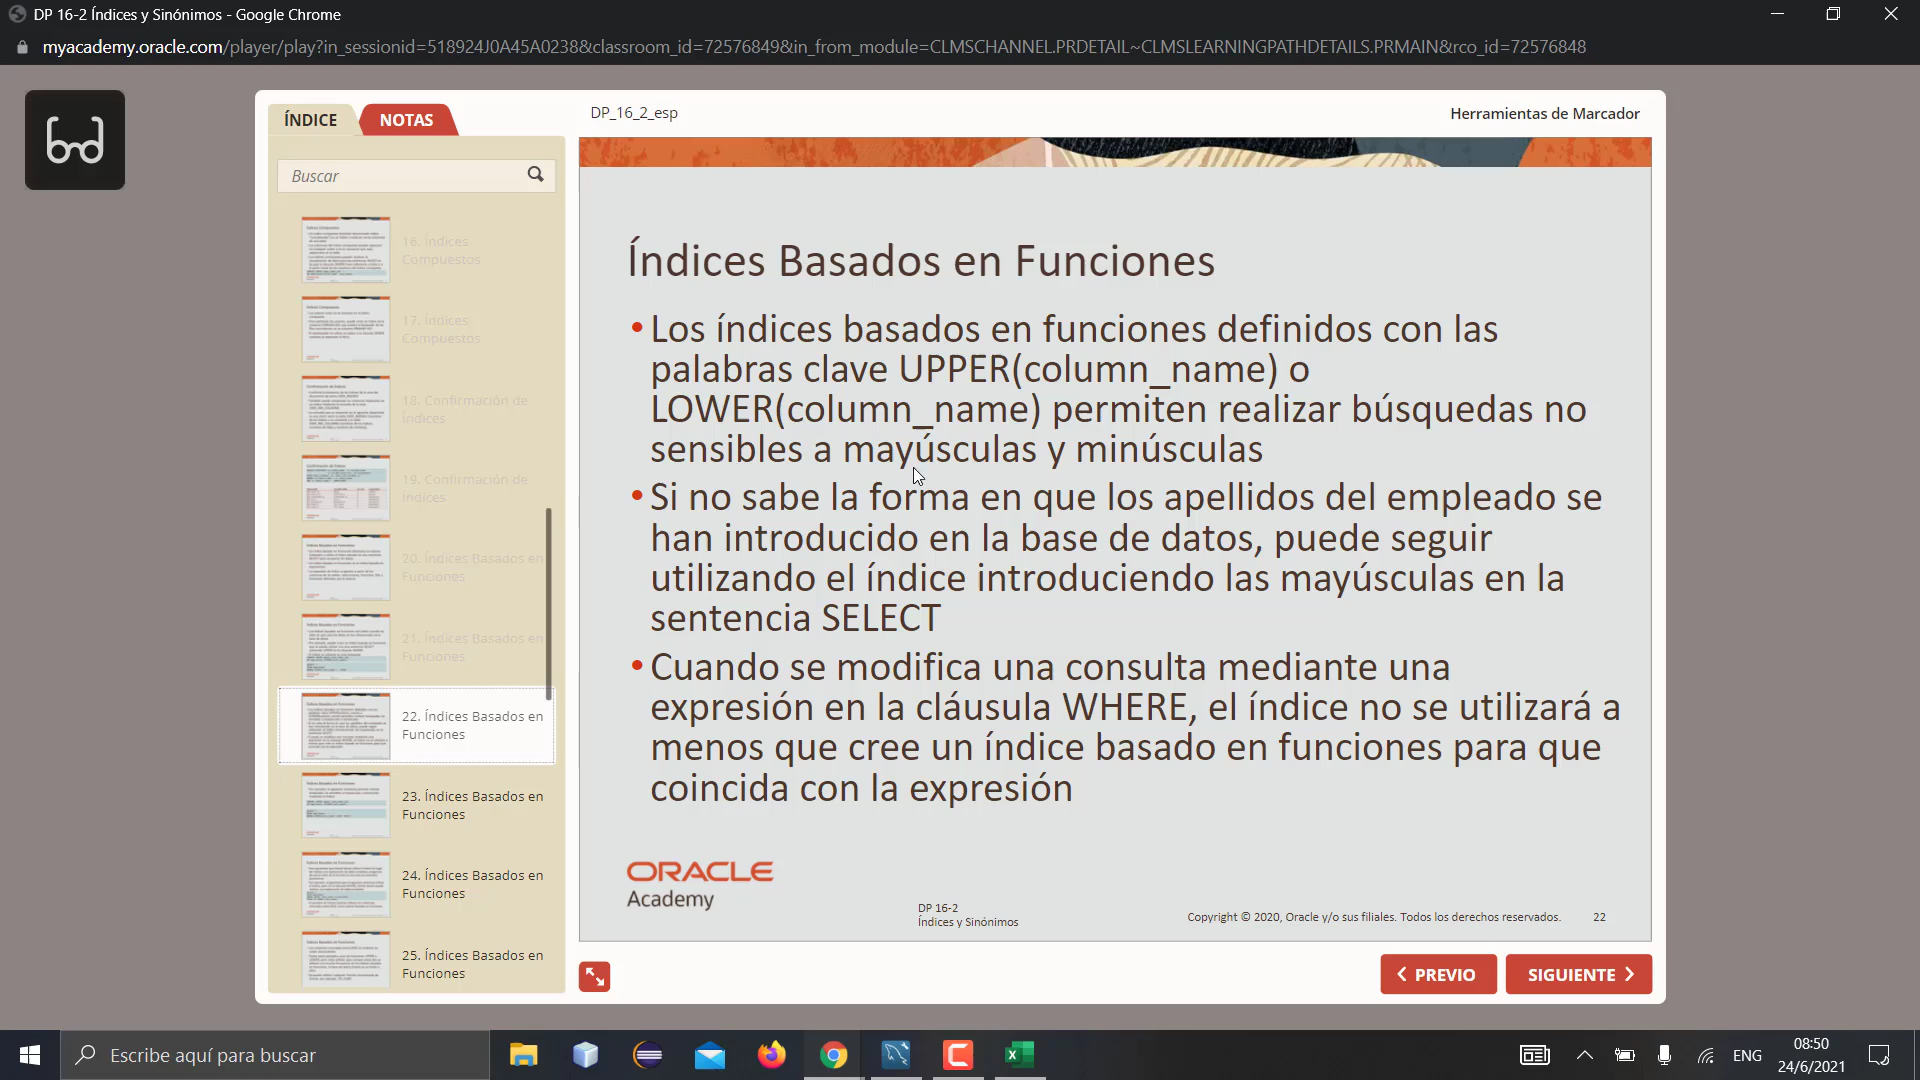 DP 16-2 Índices y Sinónimos - Google Chrome
myacademy.oracle.com/player/play?in_sessionid=518924J0A45A0238&classroom_id=72576849&in_from_module=CLMSCHANNEL.PRDETAIL~CLMSLEARNINGPATHDETAILS.PRMAIN&rco_id=72576848
ÍNDICE
NOTAS
DP_16_2_esp
Herramientas de Marcador
Buscar
16. Índices
Compuestos
17. Índices
Compuestos
18. Confirmación de
Índices
19. Confirmación de
Índices
20. Índices Basados en
Funciones
21. Índices Basados en
Funciones
22. Índices Basados en
Funciones
23. Índices Basados en
Funciones
24. Índices Basados en
Funciones
25. Índices Basados en
Funciones
Índices Basados en Funciones
•Los índices basados en funciones definidos con las
palabras clave UPPER(column_name) o
LOWER(column_name) permiten realizar búsquedas no
sensibles a mayúsculas y minúsculas
•Si no sabe la forma en que los apellidos del empleado se
han introducido en la base de datos, puede seguir
utilizando el índice introduciendo las mayúsculas en la
sentencia SELECT
•Cuando se modifica una consulta mediante una
expresión en la cláusula WHERE, el índice no se utilizará a
menos que cree un índice basado en funciones para que
coincida con la expresión
ORACLE
Academy
DP 16-2
Índices y Sinónimos
Copyright © 2020, Oracle y/o sus filiales. Todos los derechos reservados.
22
PREVIO
SIGUIENTE
Escribe aquí para buscar
ENG
08:50
24/6/2021